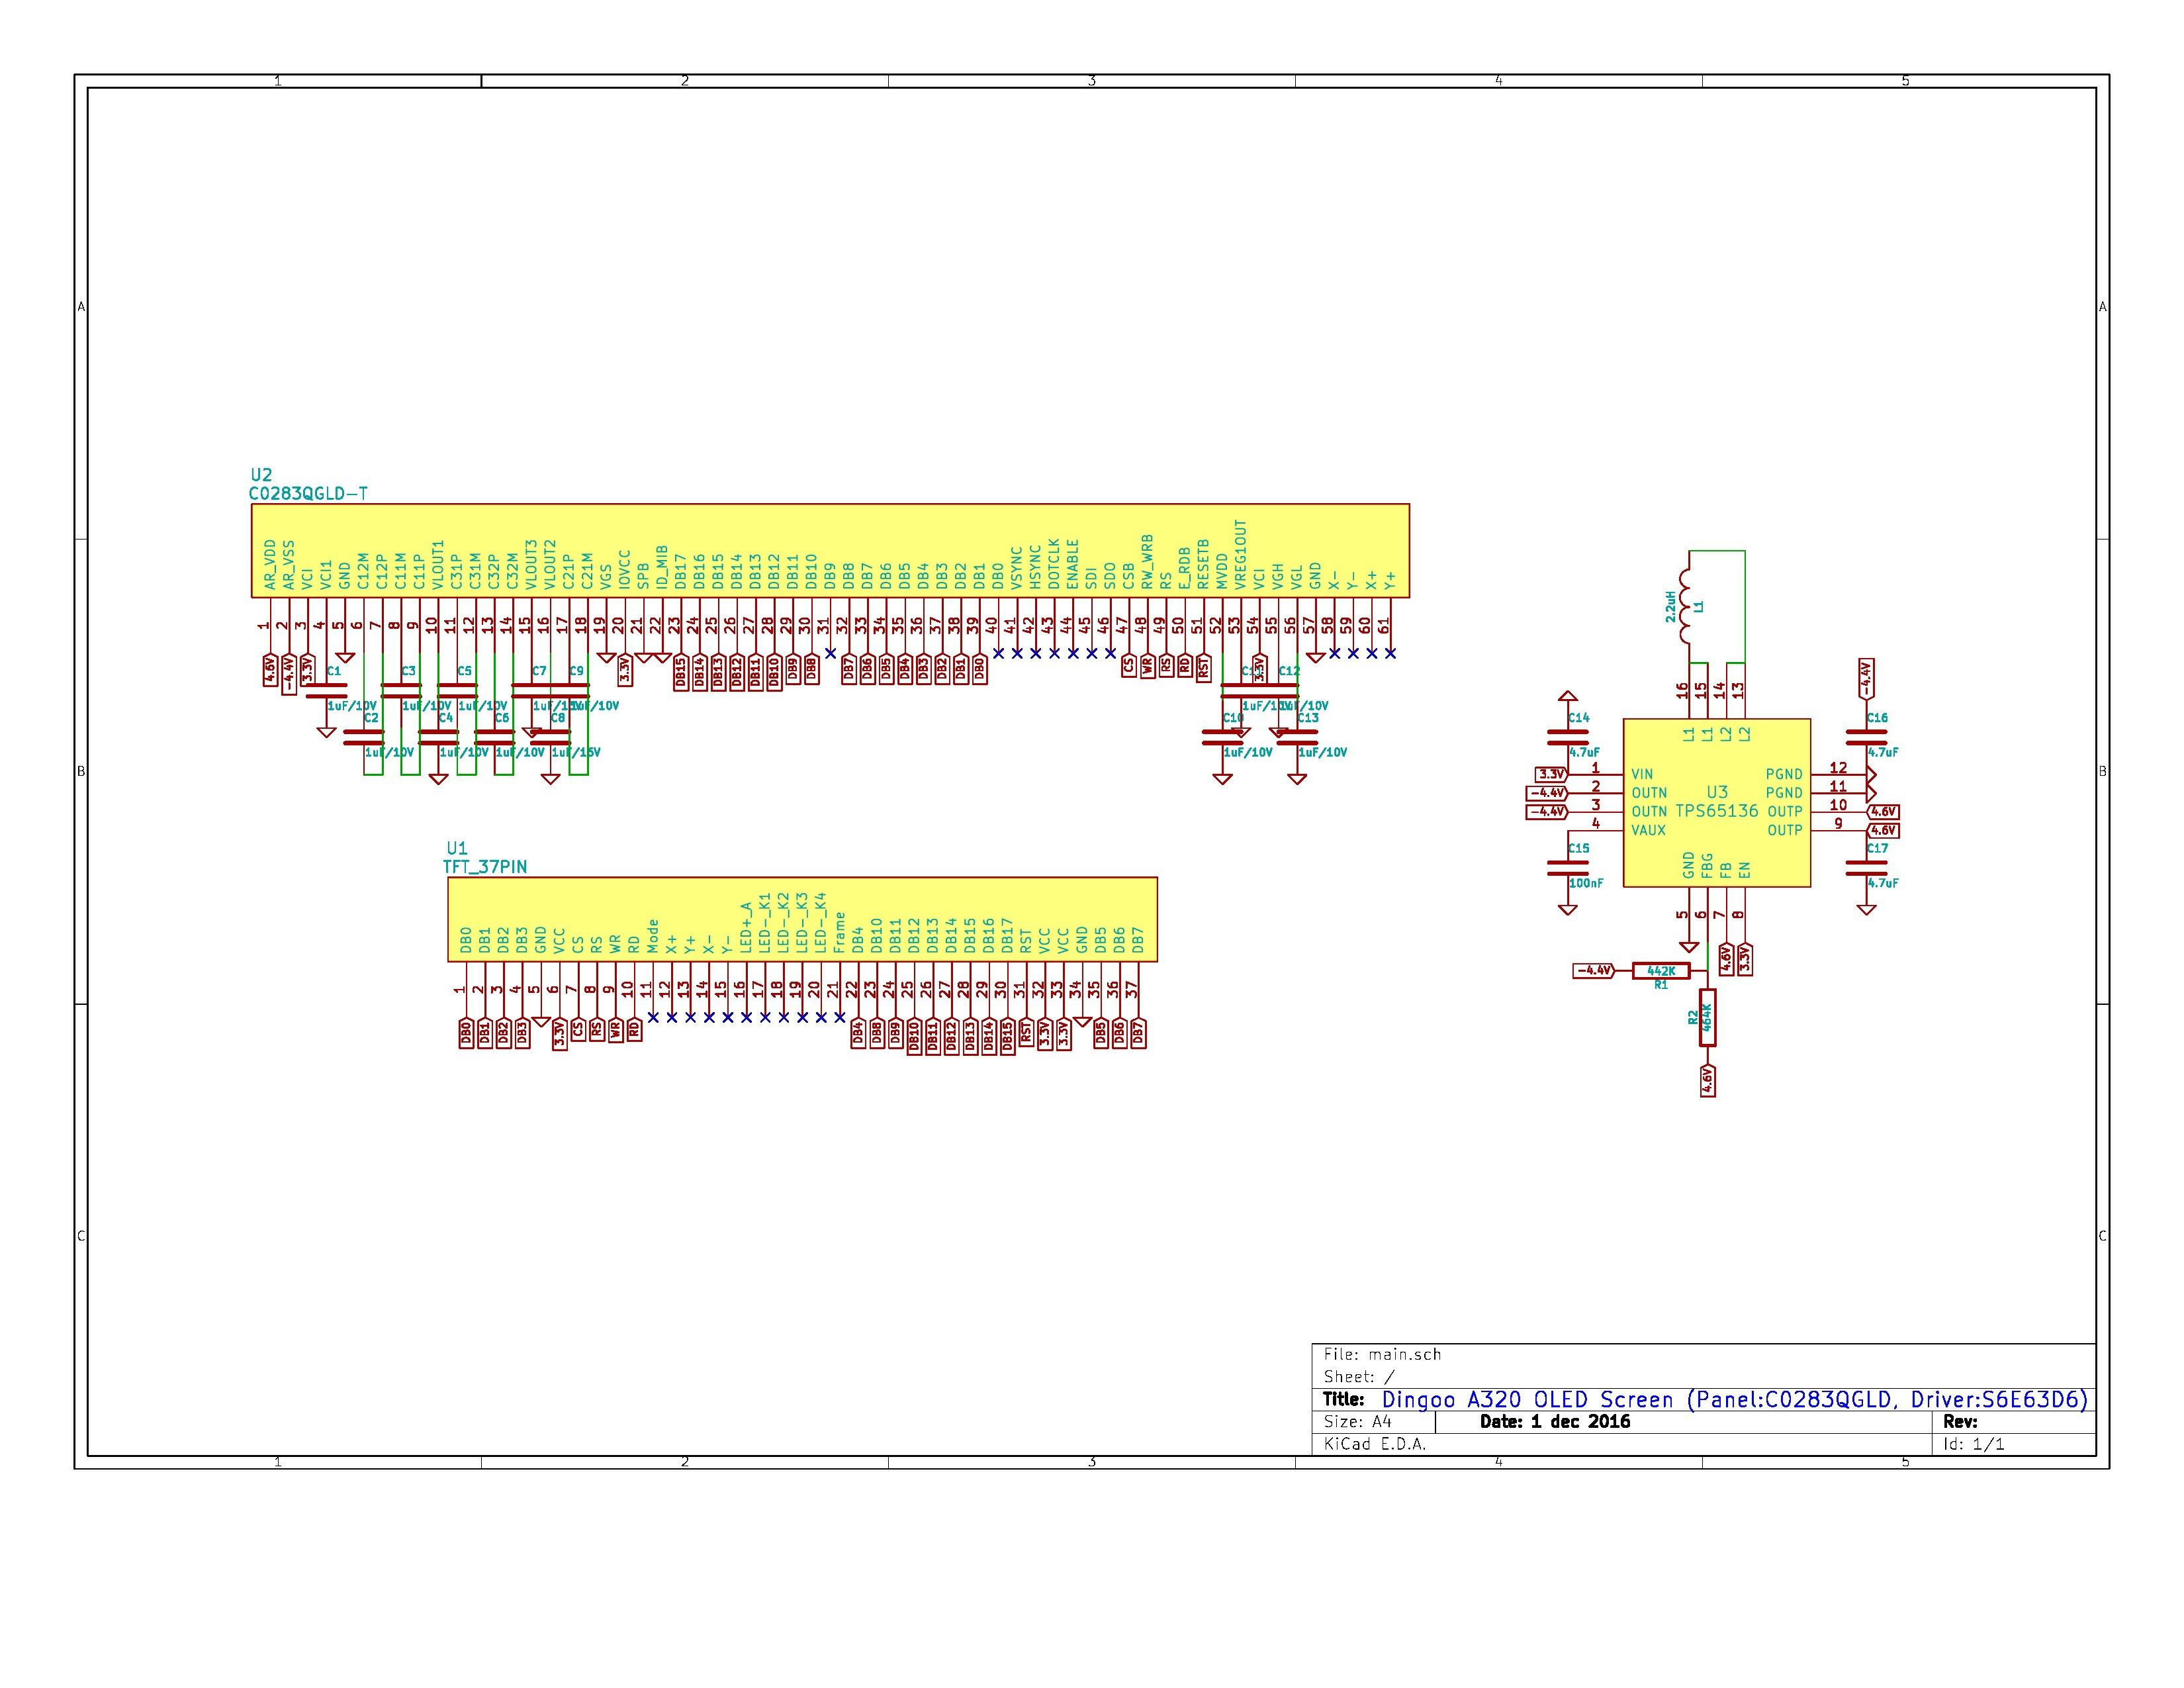 1 2 3 4 5
A A
U2
C0283QGLD-T
AR_VDD AR_VSS VCI VCI1 GND C12M C12P C11M C11P VLOUT1 C31P C31M C32P C32M VLOUT3 VLOUT2 C21P C21M VGS IOVCC SPB ID_MIB DB17 DB16 DB15 DB14 DB13 DB12 DB11 DB10 DB9 DB8 DB7 DB6 DB5 DB4 DB3 DB2 DB1 DB0 VSYNC HSYNC DOTCLK ENABLE SDI SDO CSB RW_WRB RS E_RDB RESETB MVDD VREG1OUT VCI VGH VGL GND X- Y- X+ Y+
1 2 3 4 5 6 7 8 9 10 11 12 13 14 15 16 17 18 19 20 21 22 23 24 25 26 27 28 29 30 31 32 33 34 35 36 37 38 39 40 41 42 43 44 45 46 47 48 49 50 51 52 53 54 55 56 57 58 59 60 61
4.6V -4.4V 3.3V 3.3V DB15 DB14 DB13 DB12 DB11 DB10 DB9 DB8 DB7 DB6 DB5 DB4 DB3 DB2 DB1 DB0 CS WR RS RD RST 3.3V
C1 C3 C5 C7 C9 C12
1uF/10V 1uF/10V 1uF/10V 1uF/10V 1uF/10V
C2 C4 C6 C8 C10 C13
1uF/10V 1uF/10V 1uF/10V 1uF/16V 1uF/10V 1uF/10V
2.2uH L1
-4.4V
16 15 14 13
L1 L1 L2 L2
C14
4.7uF
C16
4.7uF
B B
3.3V 1 VIN PGND 12
-4.4V 2 OUTN PGND 11
U3
-4.4V 3 OUTN TPS65136 OUTP 10 4.6V
4 VAUX OUTP 9 4.6V
C15
100nF
C17
4.7uF
GND FBG FB EN
5 6 7 8
4.6V 3.3V
-4.4V 442K
R1
R2 464K
4.6V
U1
TFT_37PIN
DB0 DB1 DB2 DB3 GND VCC CS RS WR RD Mode X+ Y+ X- Y- LED+_A LED-_K1 LED-_K2 LED-_K3 LED-_K4 Frame DB4 DB10 DB11 DB12 DB13 DB14 DB15 DB16 DB17 RST VCC VCC GND DB5 DB6 DB7
1 2 3 4 5 6 7 8 9 10 11 12 13 14 15 16 17 18 19 20 21 22 23 24 25 26 27 28 29 30 31 32 33 34 35 36 37
DB0 DB1 DB2 DB3 3.3V CS RS WR RD DB4 DB8 DB9 DB10 DB11 DB12 DB13 DB14 DB15 RST 3.3V 3.3V DB5 DB6 DB7
C C
File: main.sch
Sheet: /
Title: Dingoo A320 OLED Screen (Panel:C0283QGLD, Driver:S6E63D6)
Size: A4 Date: 1 dec 2016 Rev:
KiCad E.D.A. Id: 1/1
1 2 3 4 5